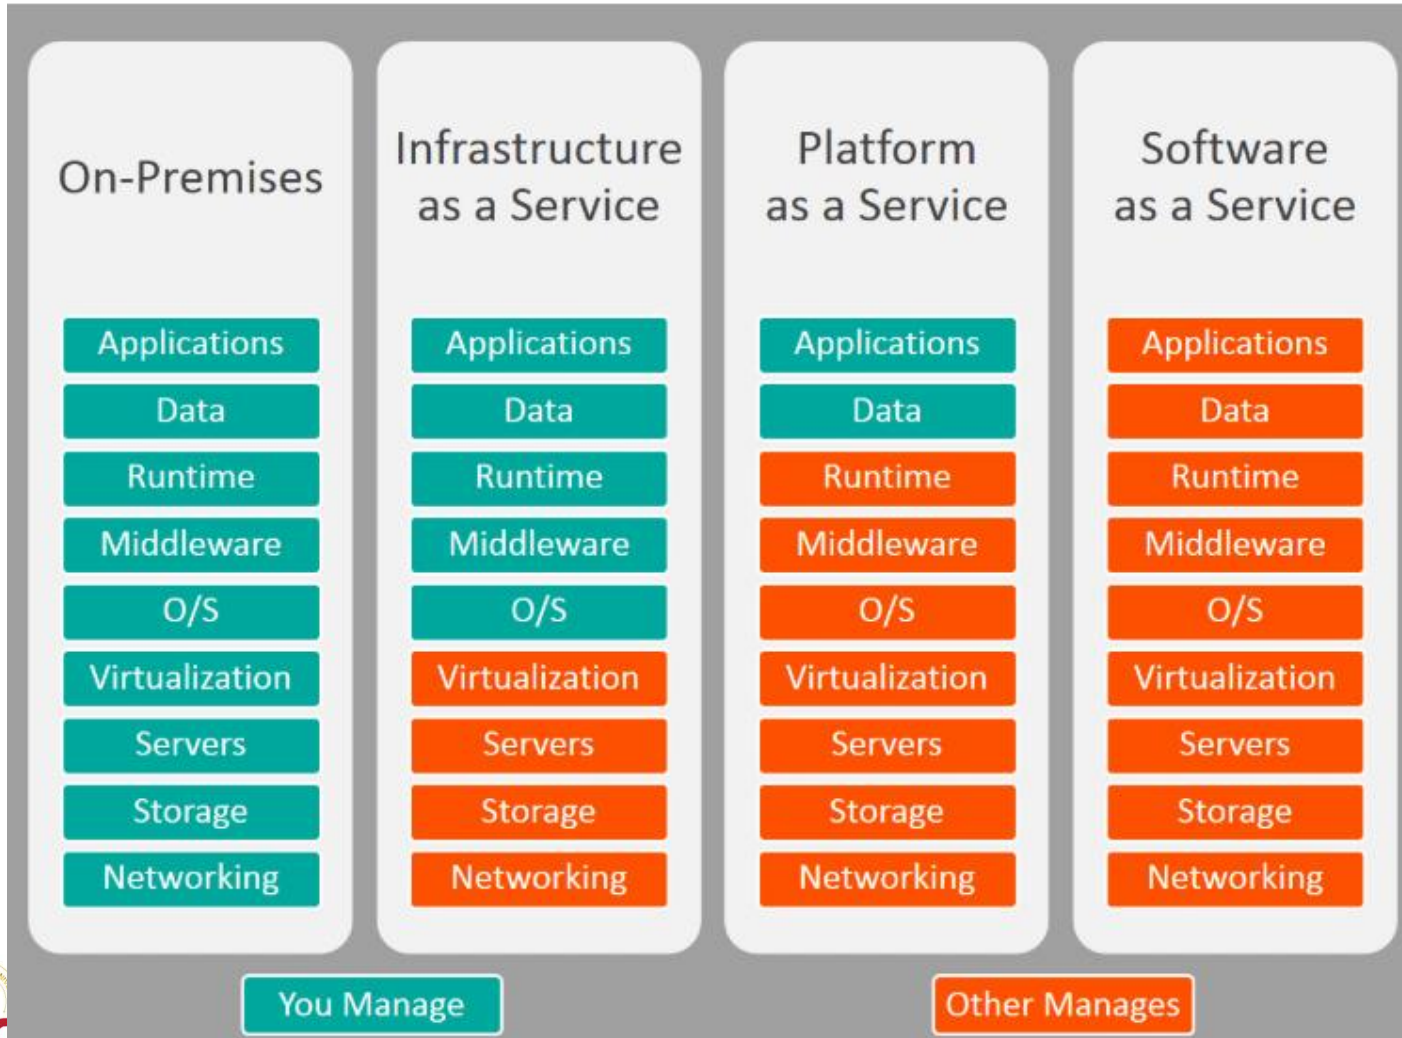 On-Premises
Applications
Data
Runtime
Middleware
O/S
Virtualization
Servers
Storage
Networking
Infrastructure
as a Service
Applications
Data
Runtime
Middleware
O/S
Virtualization
Servers
Storage
Networking
Platform
as a Service
Applications
Data
Runtime
Middleware
O/S
Virtualization
Servers
Storage
Networking
Software
as a Service
Applications
Data
Runtime
Middleware
O/S
Virtualization
Servers
Storage
Networking
You Manage
Other Manages